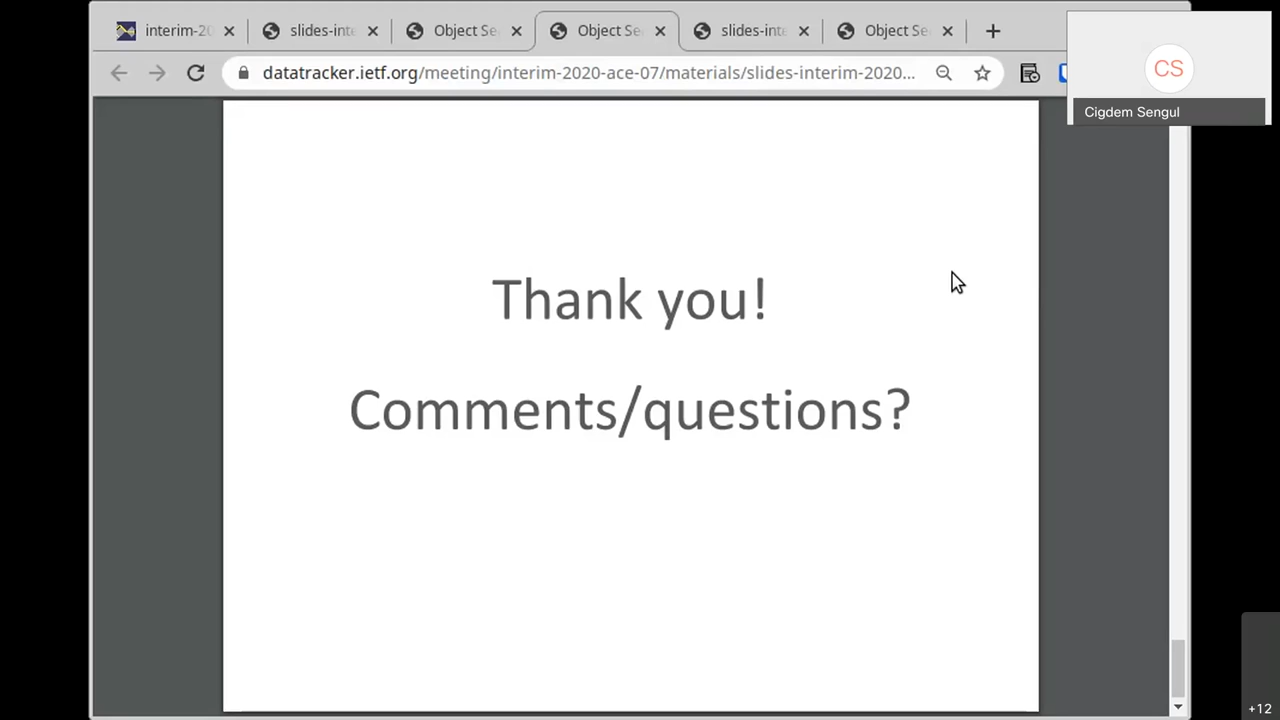 interim-20
slides-inte
Object Se
Object Se
slides-inte
Object Se
datatracker.ietf.org/meeting/interim-2020-ace-07/materials/slides-interim-2020...
CS
Cigdem Sengul
Thank you!
Comments/questions?
+12